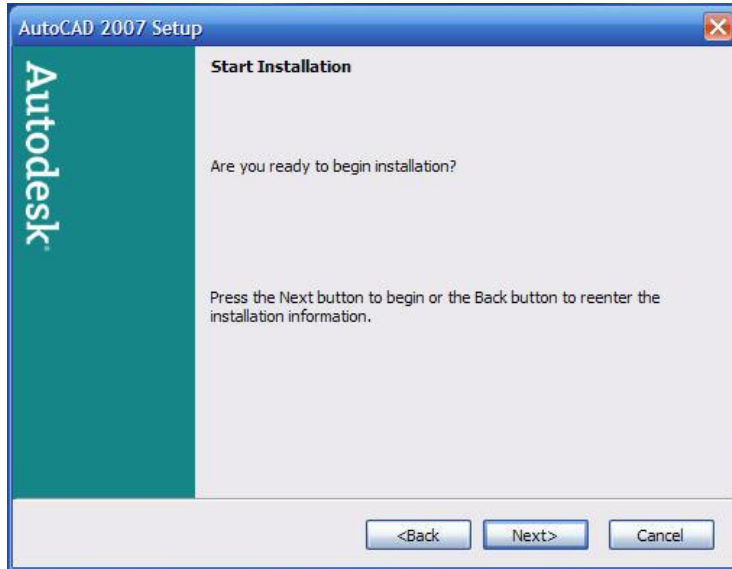 AutoCAD 2007 Setup
Autodesk
Start Installation
Are you ready to begin installation?
Press the Next button to begin or the Back button to reenter the
installation information.
<Back
Next>
Cancel